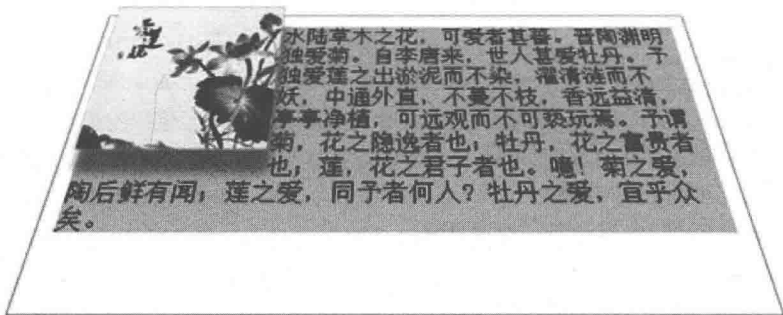 水陆草木之花，可爱者甚蕃。晋陶渊明
独爱菊。自李唐来，世人甚爱牡丹。予
独爱莲之出淤泥而不染，濯清涟而不
妖，中通外直，不蔓不枝，香远益清，
亭亭净植，可远观而不可亵玩焉。予谓
菊，花之隐逸者也；牡丹，花之富贵者
也；莲，花之君子者也。噫！菊之爱，
陶后鲜有闻；莲之爱，同予者何人？牡丹之爱，宜乎众
矣。